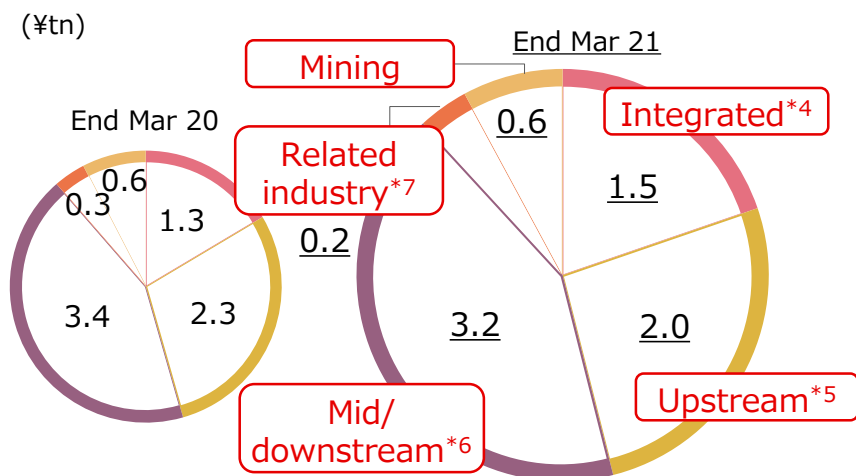 (¥tn)
End Mar 20
0.6
0.3
1.3
3.4
2.3
End Mar 21
Mining
Integrated*4
0.6
Related
industry*7
1.5
0.2
3.2
2.0
Mid/
downstream*6
Upstream*5